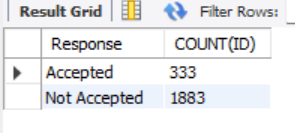 Result Grid Filter Rows:
Response COUNT(ID)
Accepted 333
Not Accepted 1883